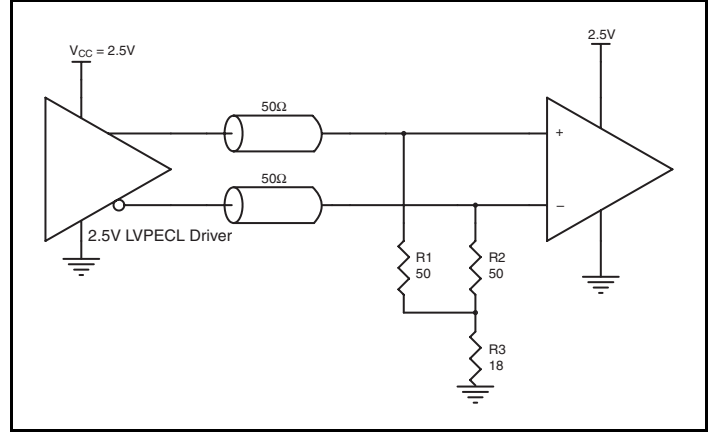 V_CC = 2.5V
2.5V
50Ω
50Ω
+
−
2.5V LVPECL Driver
R1
50
R2
50
R3
18